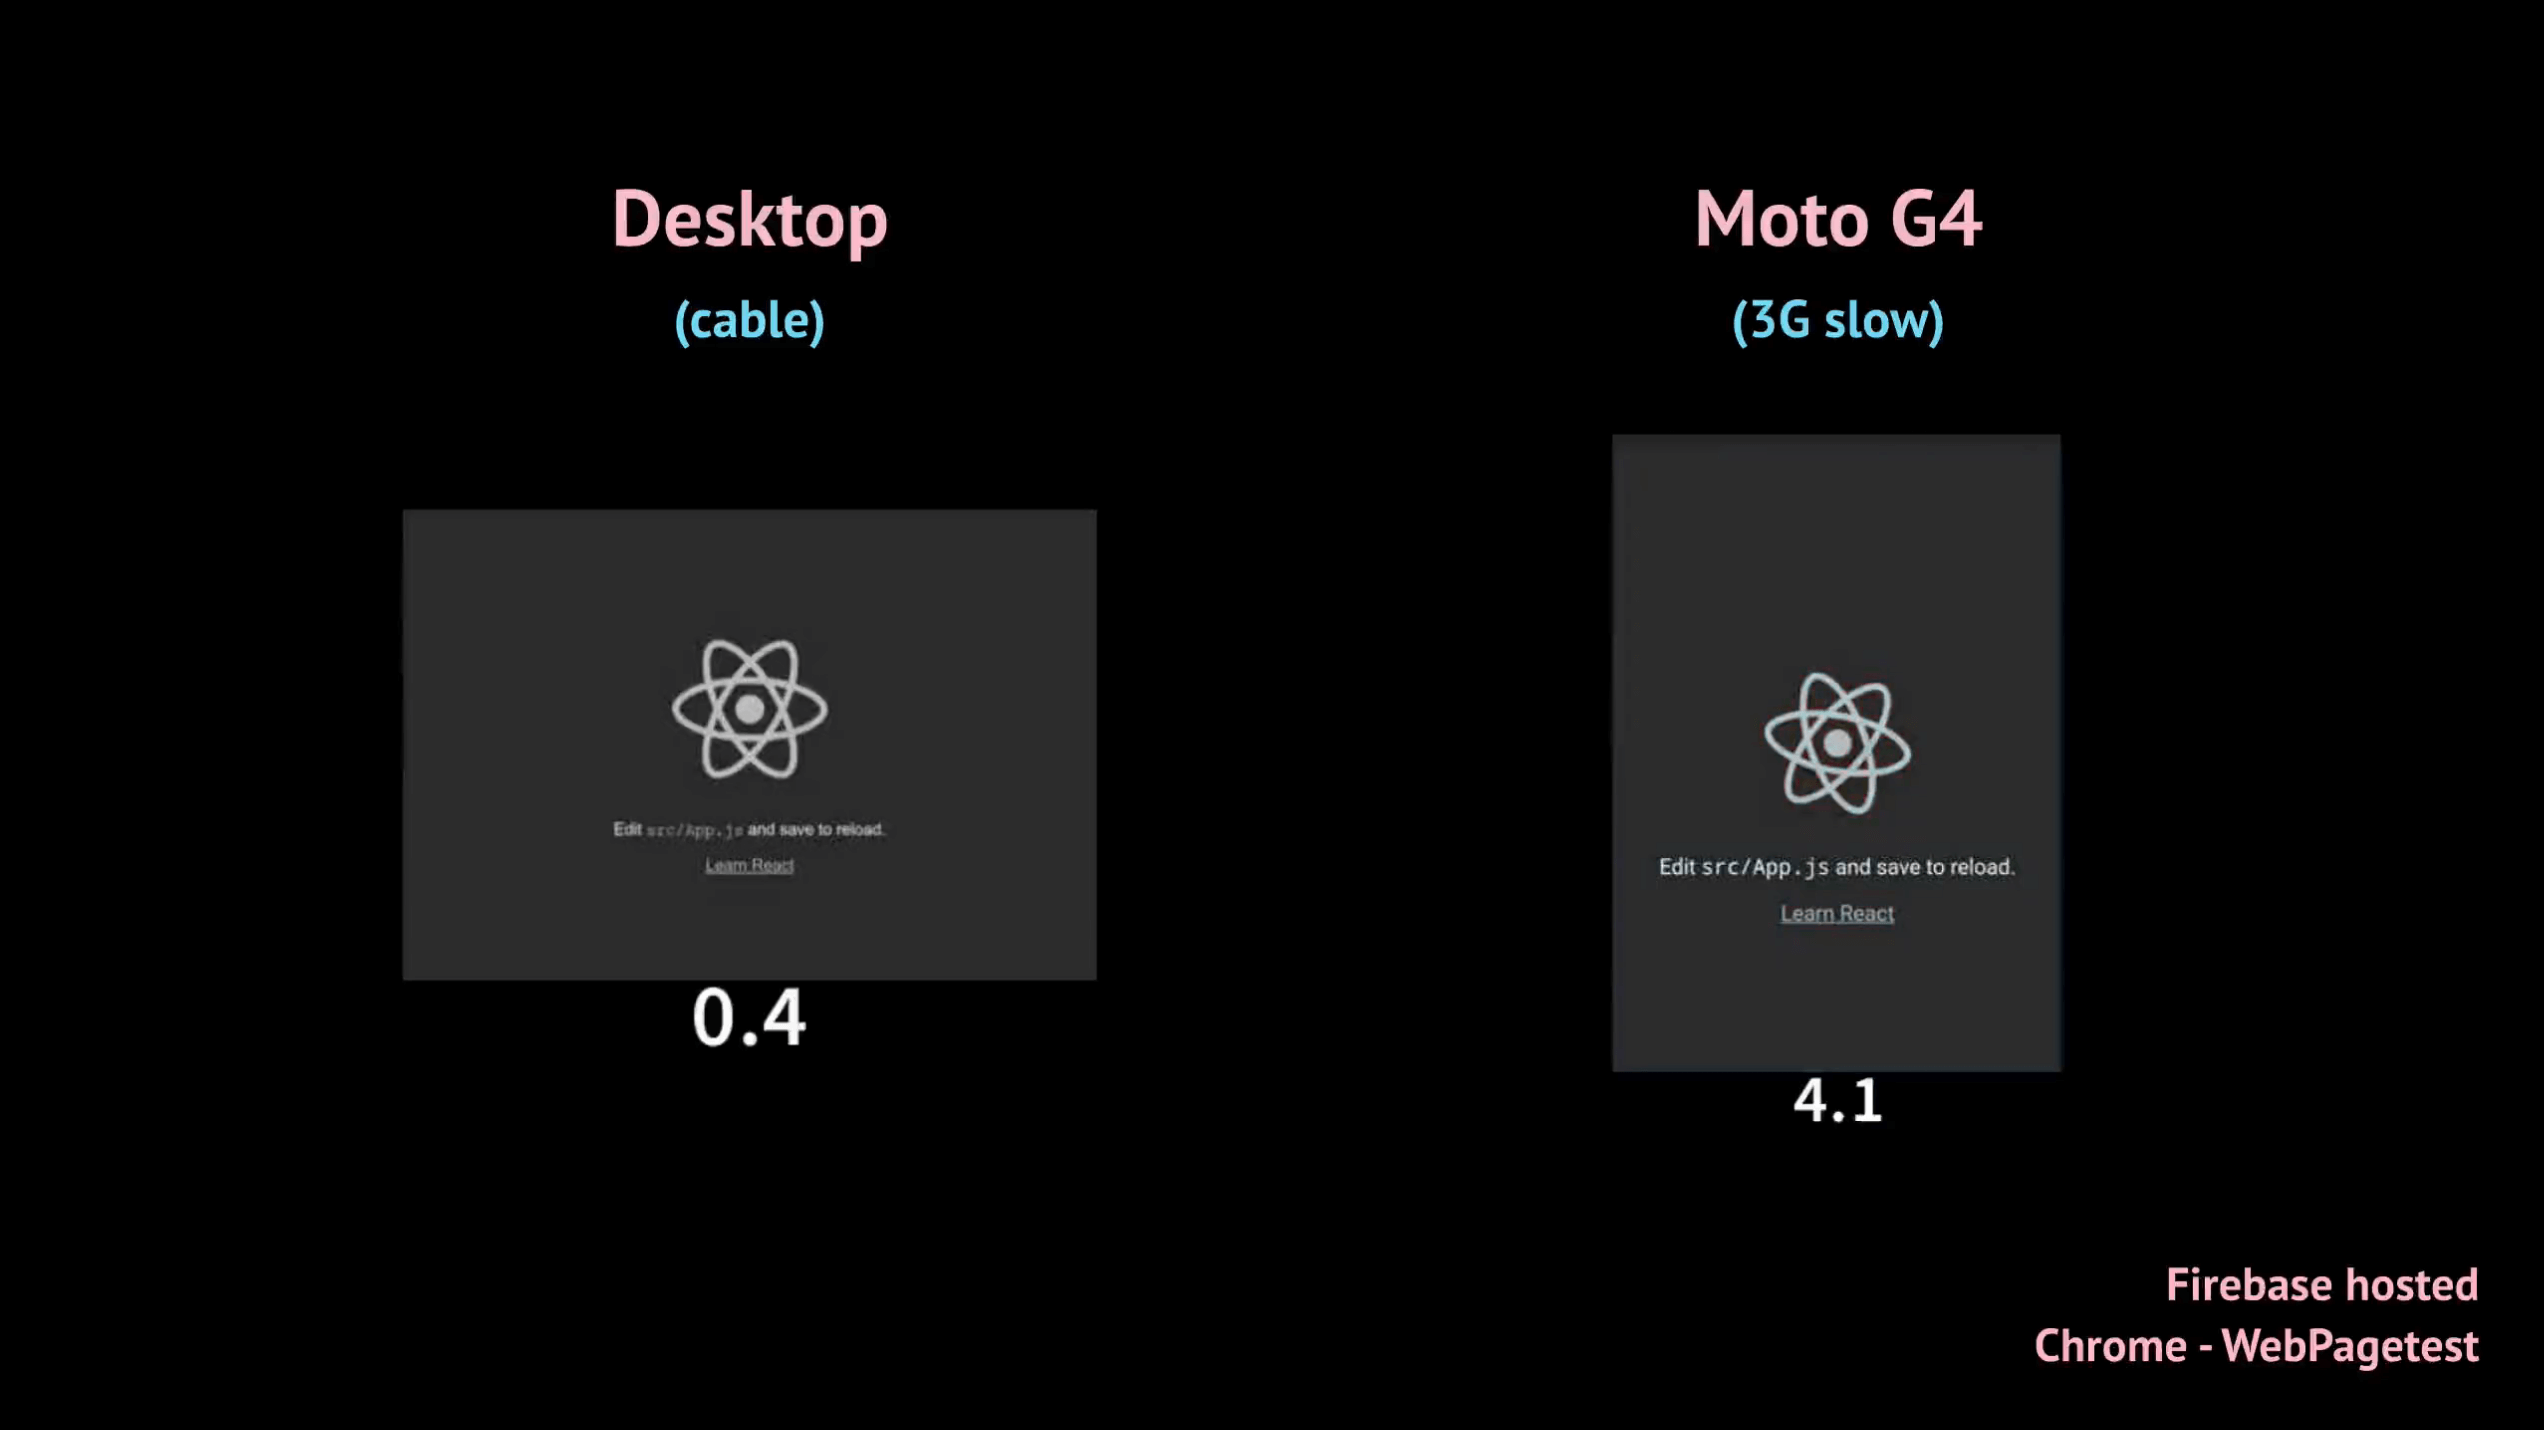 Desktop
(cable)
Edit src/App.js and save to reload.
Learn React
0.4
Moto G4
(3G slow)
Edit src/App.js and save to reload.
Learn React
4.1
Firebase hosted
Chrome - WebPagetest